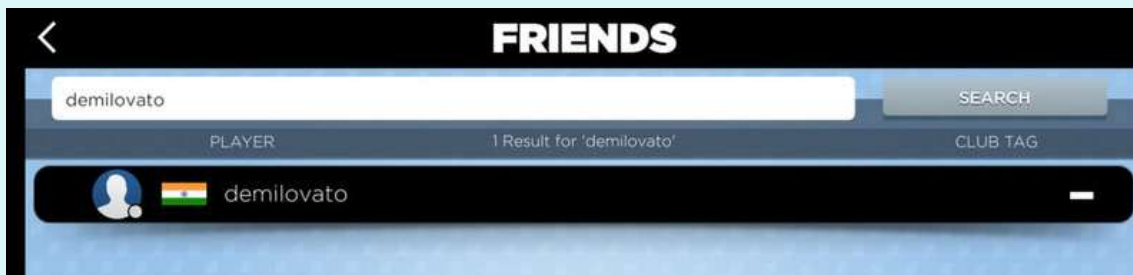 FRIENDS
demilovato SEARCH
PLAYER 1 Result for 'demilovato' CLUB TAG
demilovato